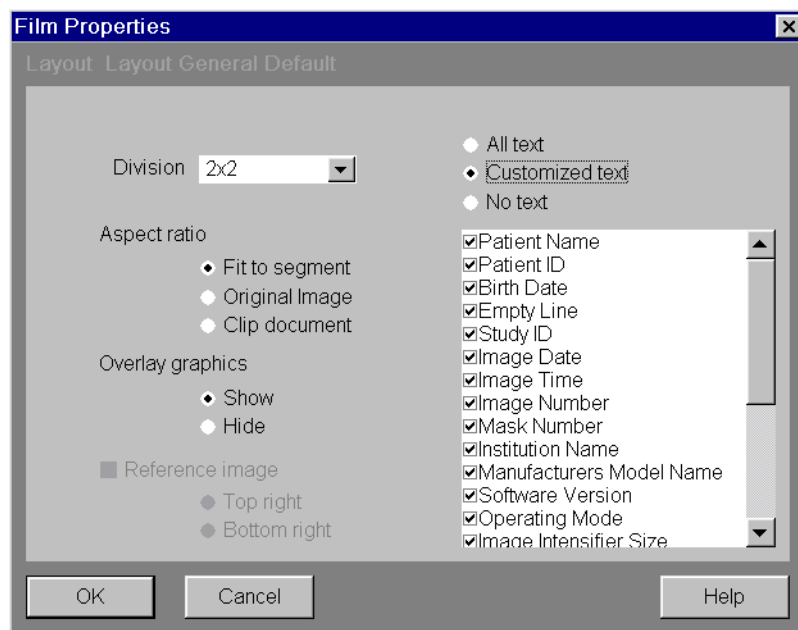 Film Properties
Layout Layout General Default
Division 2x2
Aspect ratio
Fit to segment
Original Image
Clip document
Overlay graphics
Show
Hide
Reference image
Top right
Bottom right
All text
Customized text
No text
Patient Name
Patient ID
Birth Date
Empty Line
Study ID
Image Date
Image Time
Image Number
Mask Number
Institution Name
Manufacturers Model Name
Software Version
Operating Mode
Image Intensifier Size
OK Cancel Help